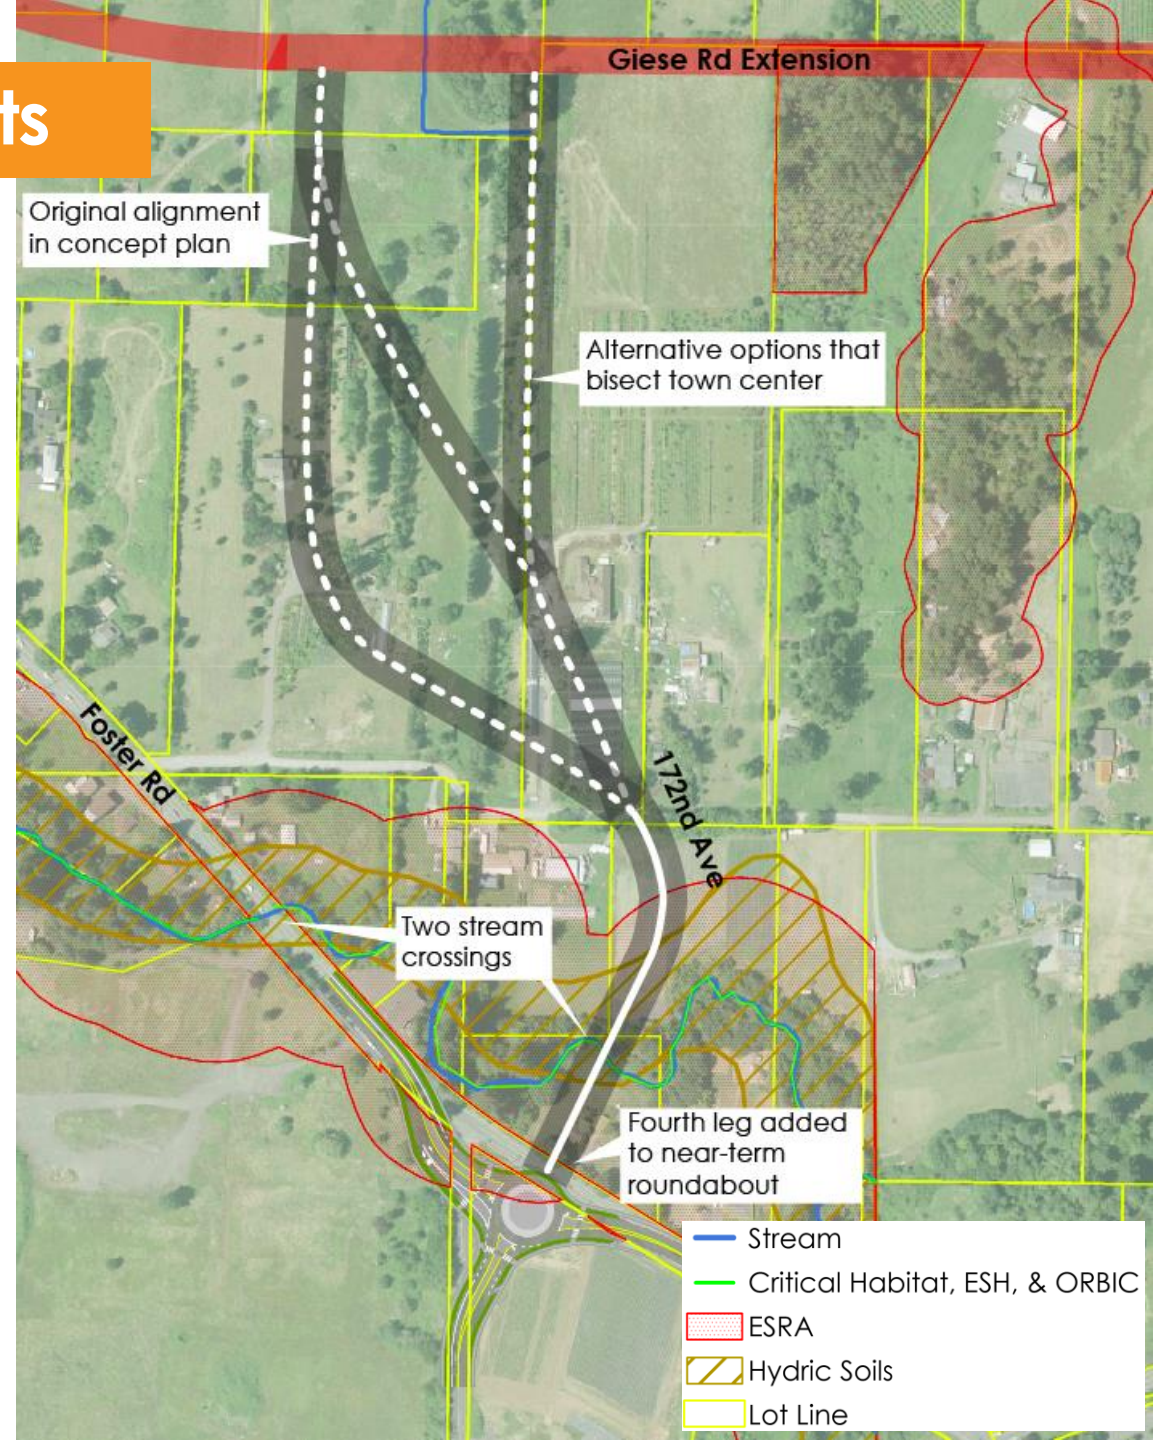 Giese Rd Extension
ts
Original alignment
in concept plan
Alternative options that
bisect town center
Foster Rd
172nd Ave
Two stream
crossings
Fourth leg added
to near-term
roundabout
Stream
Critical Habitat, ESH, & ORBIC
ESRA
Hydric Soils
Lot Line